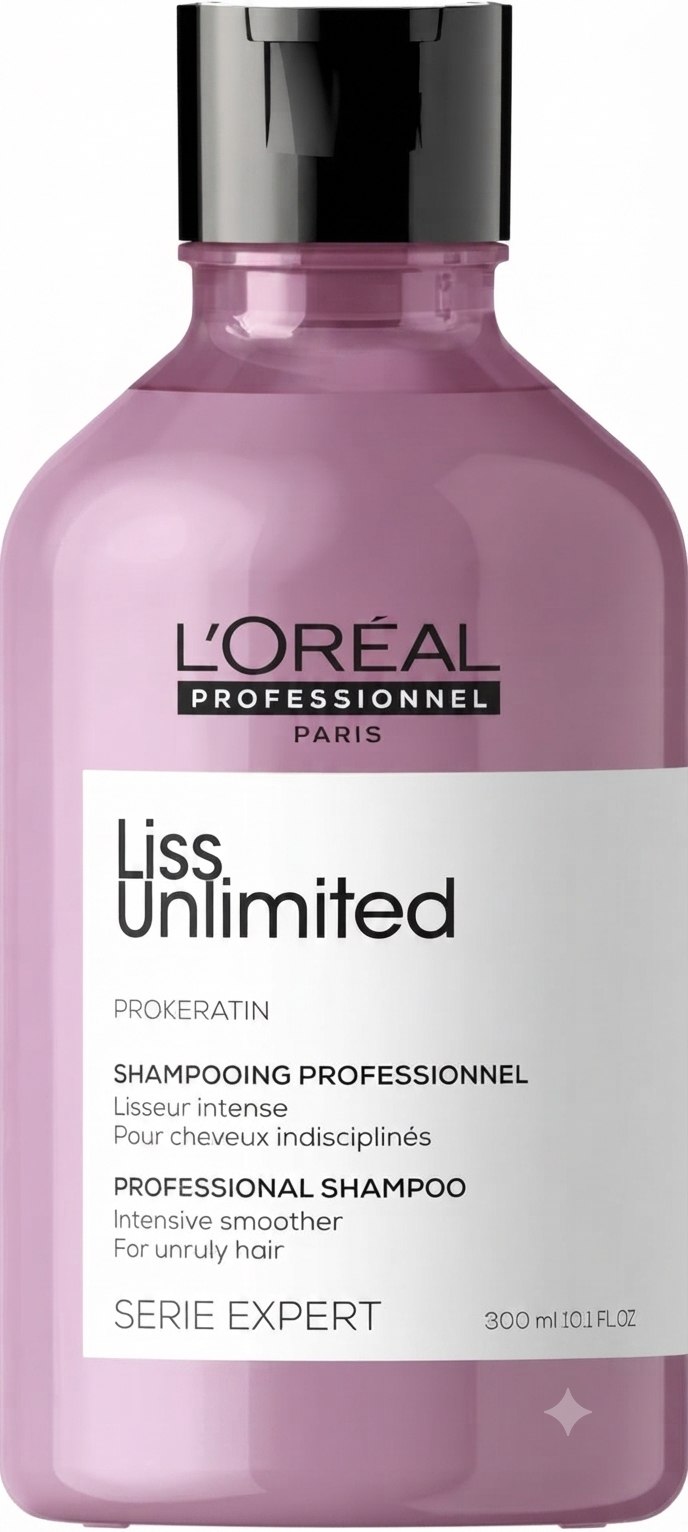 L'ORÉAL
PROFESSIONNEL
PARIS
Liss
Unlimited
PROKERATIN
SHAMPOOING PROFESSIONNEL
Lisseur intense
Pour cheveux indisciplinés
PROFESSIONAL SHAMPOO
Intensive smoother
For unruly hair
SERIE EXPERT
300 ml 10.1 FL.OZ